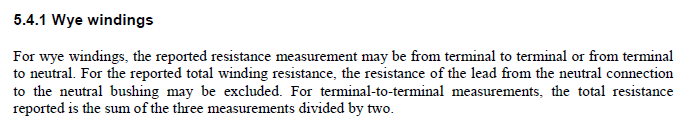 5.4.1 Wye windings
For wye windings, the reported resistance measurement may be from terminal to terminal or from terminal
to neutral. For the reported total winding resistance, the resistance of the lead from the neutral connection
to the neutral bushing may be excluded. For terminal-to-terminal measurements, the total resistance
reported is the sum of the three measurements divided by two.